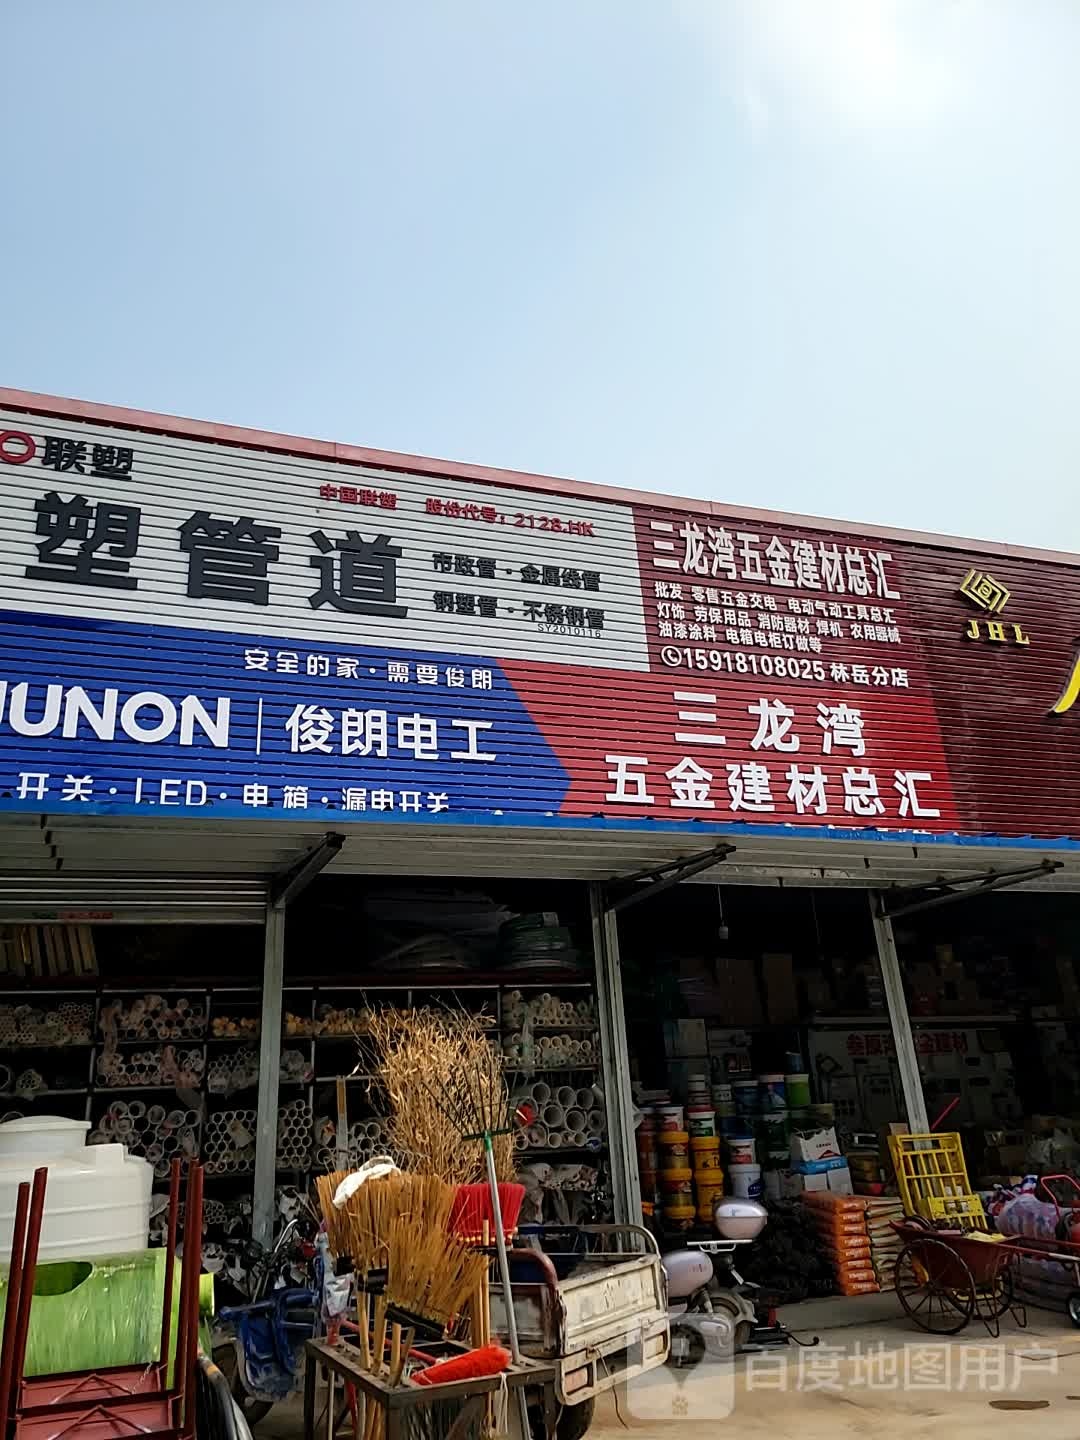 联塑
中国联塑 股份代号：2128.HK
塑管道
市政管·金属线管
钢塑管·不锈钢管
SY2010116
三龙湾五金建材总汇
批发 零售五金交电 电动气动工具总汇
灯饰 劳保用品 消防器材 焊机 农用器械
油漆涂料 电箱电柜订做等
15918108025 林岳分店
JHL
安全的家·需要俊朗
JUNON 俊朗电工
开关·LED·电箱·漏电开关
三龙湾
五金建材总汇
百度地图用户